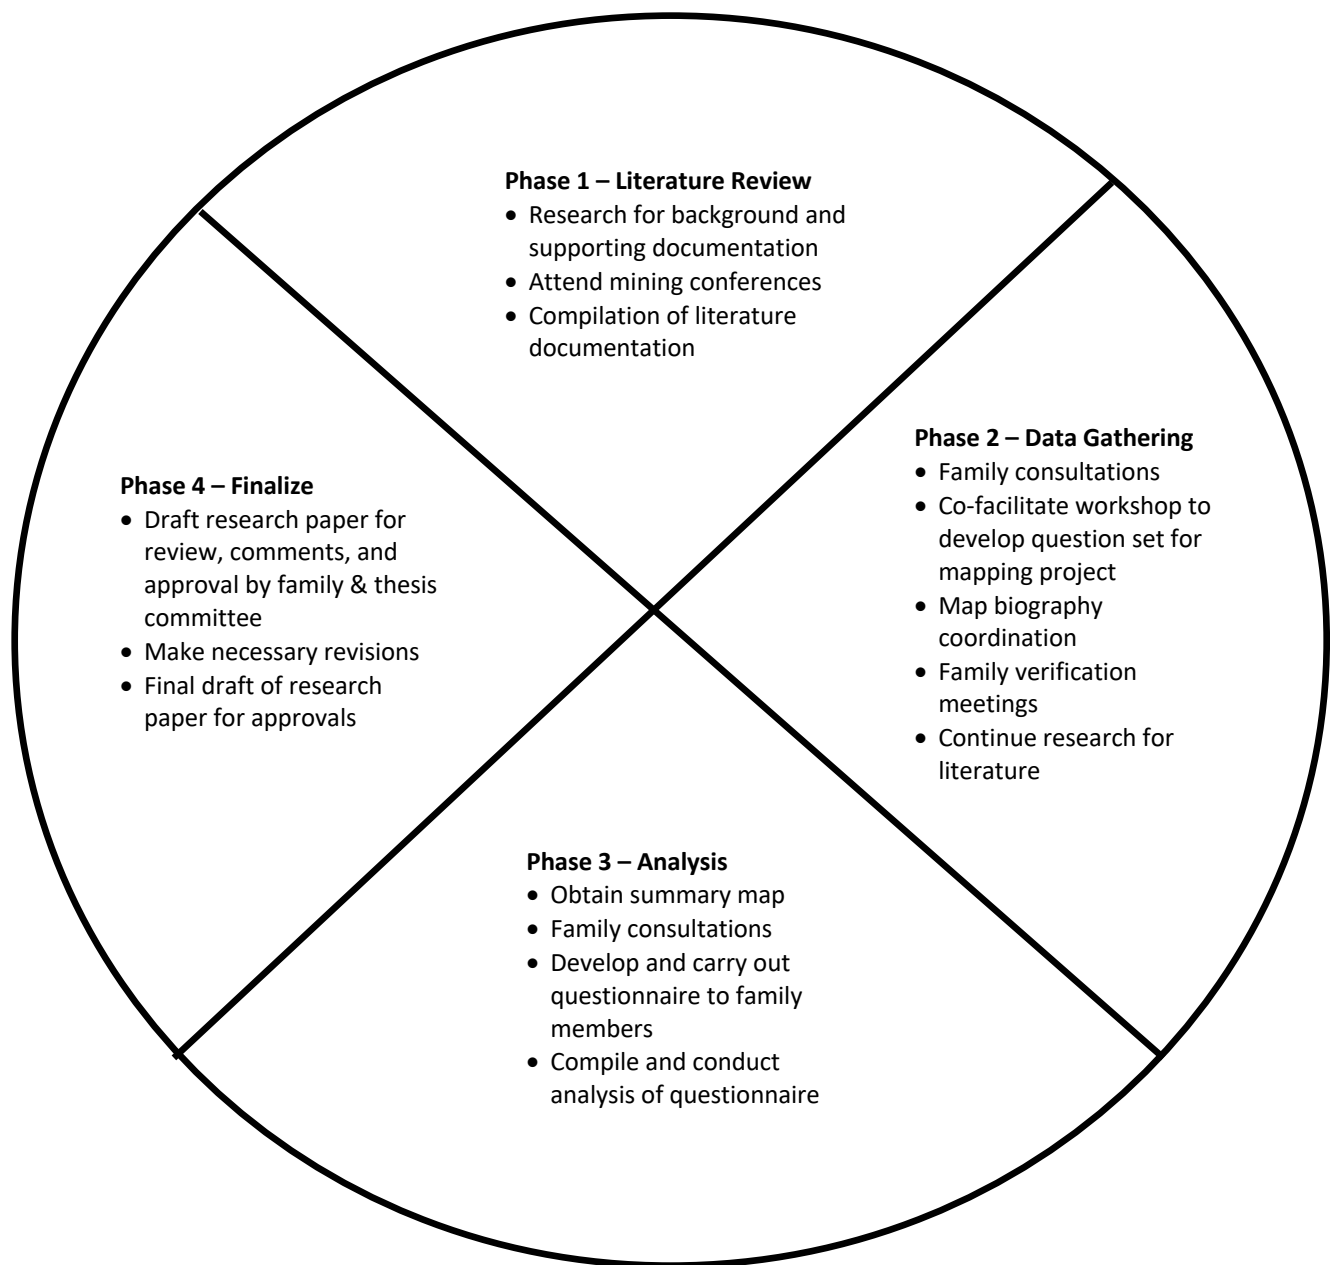 Phase 1 – Literature Review
• Research for background and
supporting documentation
• Attend mining conferences
• Compilation of literature
documentation
Phase 2 – Data Gathering
• Family consultations
• Co-facilitate workshop to
develop question set for
mapping project
• Map biography
coordination
• Family verification
meetings
• Continue research for
literature
Phase 3 – Analysis
• Obtain summary map
• Family consultations
• Develop and carry out
questionnaire to family
members
• Compile and conduct
analysis of questionnaire
Phase 4 – Finalize
• Draft research paper for
review, comments, and
approval by family & thesis
committee
• Make necessary revisions
• Final draft of research
paper for approvals